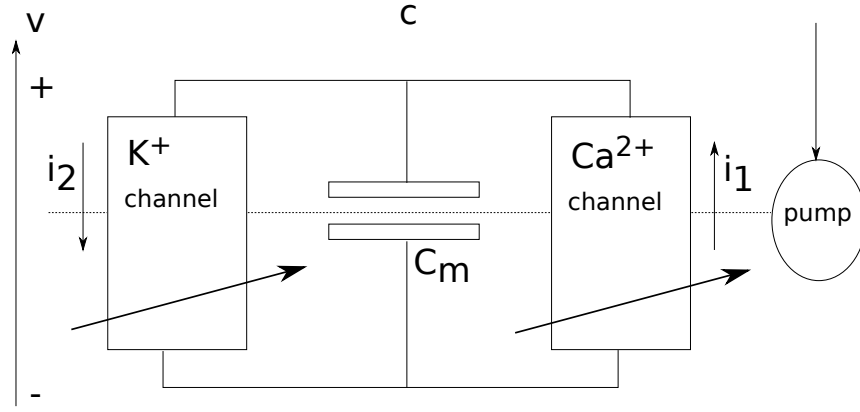 v
c
+
K+
channel
i2
Ca2+
channel
i1
pump
Cm
-